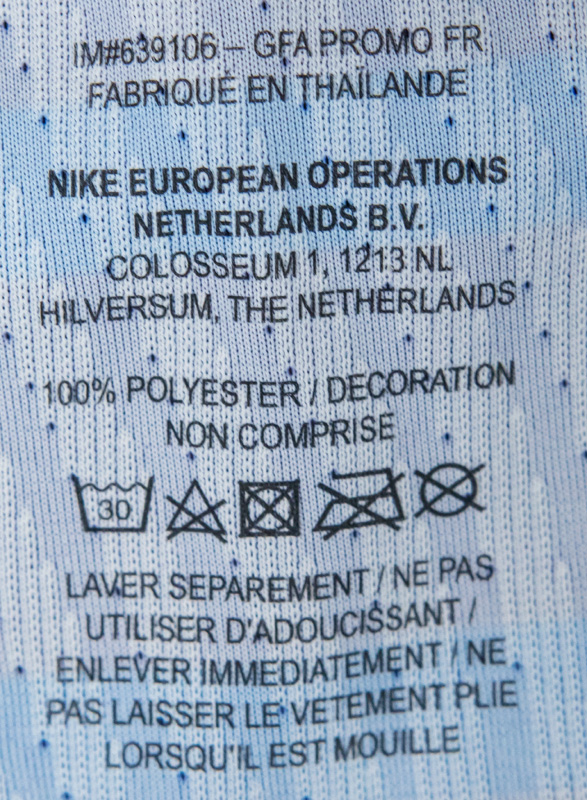 IM#639106 – GFA PROMO FR
FABRIQUÉ EN THAÏLANDE
NIKE EUROPEAN OPERATIONS
NETHERLANDS B.V.
COLOSSEUM 1, 1213 NL
HILVERSUM, THE NETHERLANDS
100% POLYESTER / DECORATION
NON COMPRISE
30
LAVER SEPAREMENT / NE PAS
UTILISER D'ADOUCISSANT /
ENLEVER IMMEDIATEMENT / NE
PAS LAISSER LE VETEMENT PLIE
LORSQU'IL EST MOUILLE